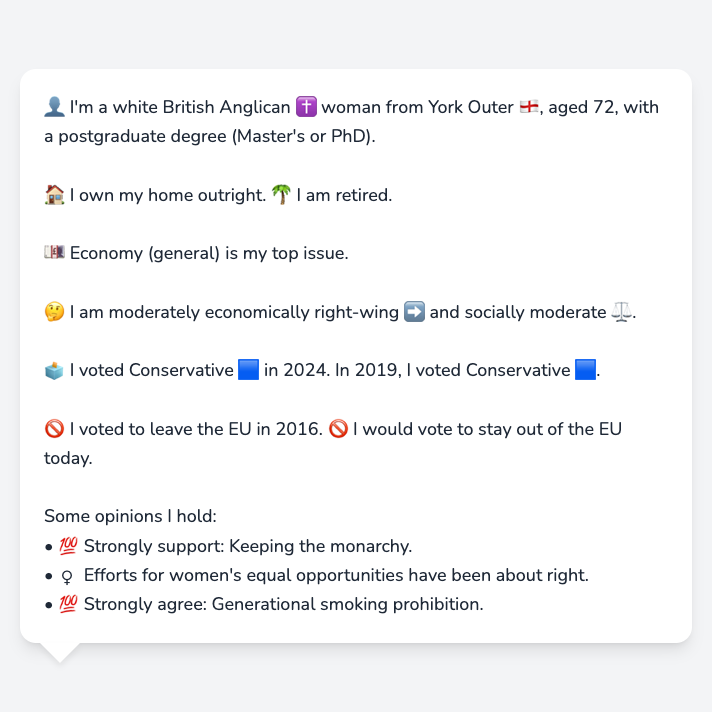 👤 I'm a white British Anglican ✝️ woman from York Outer 🏴󠁧󠁢󠁥󠁮󠁧󠁿, aged 72, with
a postgraduate degree (Master's or PhD).
🏠 I own my home outright. 🌴 I am retired.
💷 Economy (general) is my top issue.
🤔 I am moderately economically right-wing ➡️ and socially moderate ⚖️.
🗳️ I voted Conservative 🟦 in 2024. In 2019, I voted Conservative 🟦.
🚫 I voted to leave the EU in 2016. 🚫 I would vote to stay out of the EU
today.
Some opinions I hold:
• 💯 Strongly support: Keeping the monarchy.
• ♀ Efforts for women's equal opportunities have been about right.
• 💯 Strongly agree: Generational smoking prohibition.